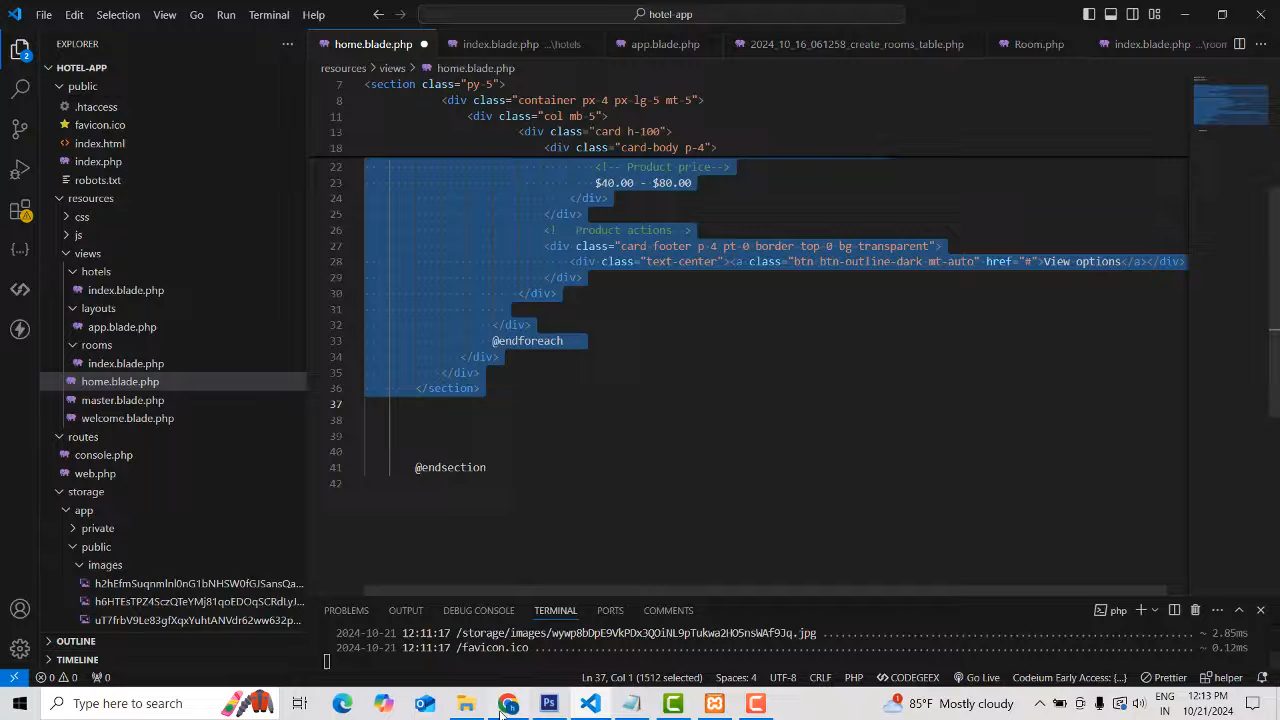 File Edit Selection View Go Run Terminal Help
hotel-app
EXPLORER
home.blade.php
index.blade.php ...\hotels
app.blade.php
2024_10_16_061258_create_rooms_table.php
Room.php
index.blade.php ...\room
2
HOTEL-APP
resources > views > home.blade.php
public
.htaccess
favicon.ico
index.html
index.php
robots.txt
resources
css
js
views
hotels
index.blade.php
layouts
app.blade.php
rooms
index.blade.php
home.blade.php
master.blade.php
welcome.blade.php
routes
console.php
web.php
storage
app
private
public
images
h2hEfmSuqnmlnl0nG1bNHSW0fGJSansQa...
h6HTEsTPZ4SczQTeYMj81qoEDOqSCRdLyJ...
uT7frbV9Le83gfXqxYuhtANVdr62ww632p...
OUTLINE
TIMELINE
7 <section class="py-5">
8 <div class="container px-4 px-lg-5 mt-5">
11 <div class="col mb-5">
13 <div class="card h-100">
18 <div class="card-body p-4">
22 <!-- Product price-->
23 $40.00 - $80.00
24 </div>
25 </div>
26 <!-- Product actions-->
27 <div class="card-footer p-4 pt-0 border-top-0 bg-transparent">
28 <div class="text-center"><a class="btn btn-outline-dark mt-auto" href="#">View options</a></div>
29 </div>
30 </div>
31
32 </div>
33 @endforeach
34 </div>
35 </div>
36 </section>
37
38
39
40
41 @endsection
42
PROBLEMS OUTPUT DEBUG CONSOLE TERMINAL PORTS COMMENTS
php
2024-10-21 12:11:17 /storage/images/wywp8bDpE9VkPDx3QOiNL9pTukwa2HO5nsWAf9Jq.jpg ~ 2.85ms
2024-10-21 12:11:17 /favicon.ico ~ 0.12ms
0 0 0 Ln 37, Col 1 (1512 selected) Spaces: 4 UTF-8 CRLF PHP CODEGEEX Go Live Codeium Early Access: {...} Prettier helper
Type here to search
85°F Mostly cloudy
ENG
IN
12:13 PM
10/21/2024